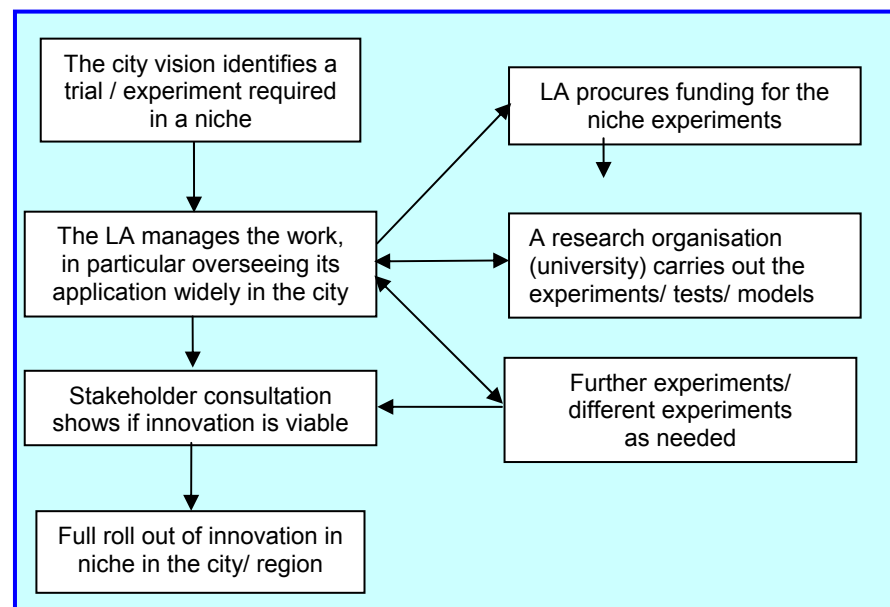 The city vision identifies a
trial / experiment required
in a niche
LA procures funding for the
niche experiments
The LA manages the work,
in particular overseeing its
application widely in the city
A research organisation
(university) carries out the
experiments/ tests/ models
Stakeholder consultation
shows if innovation is viable
Further experiments/
different experiments
as needed
Full roll out of innovation in
niche in the city/ region